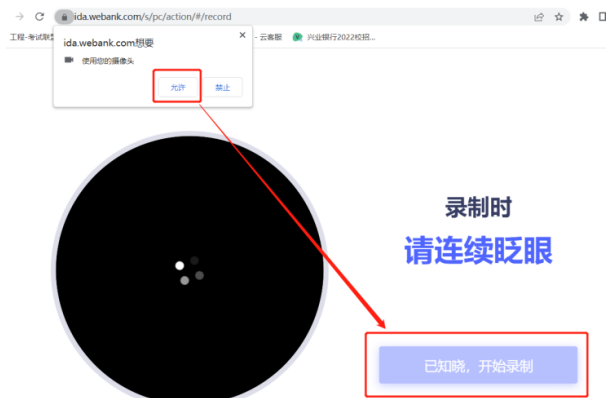 ida.webank.com/s/pc/action/#/record
工程-考试联盟
- 云客服
兴业银行2022校招...
ida.webank.com想要
×
使用您的摄像头
允许
禁止
录制时
请连续眨眼
已知晓，开始录制